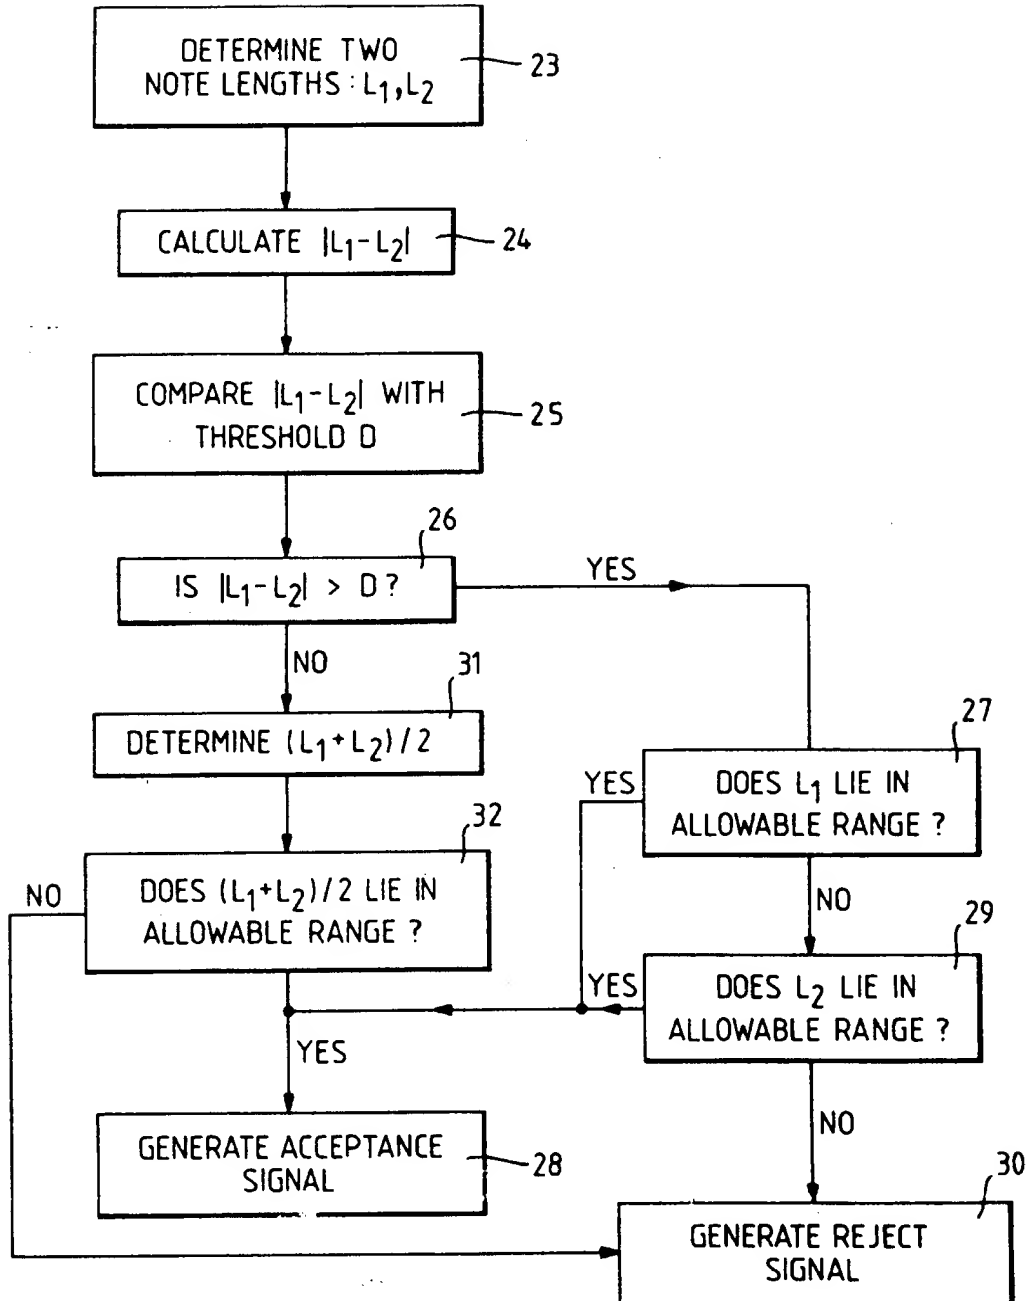 DETERMINE TWO
NOTE LENGTHS : L₁, L₂
23
CALCULATE |L₁-L₂|
24
COMPARE |L₁-L₂| WITH
THRESHOLD D
25
26
IS |L₁-L₂| > D ?
YES
NO
31
DETERMINE (L₁+L₂)/2
27
DOES L₁ LIE IN
ALLOWABLE RANGE ?
YES
32
DOES (L₁+L₂)/2 LIE IN
ALLOWABLE RANGE ?
NO
NO
29
DOES L₂ LIE IN
ALLOWABLE RANGE ?
YES
YES
NO
GENERATE ACCEPTANCE
SIGNAL
28
30
GENERATE REJECT
SIGNAL